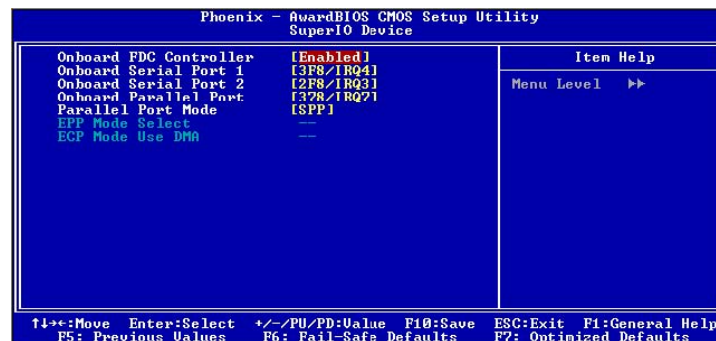 Phoenix - AwardBIOS CMOS Setup Utility
SuperIO Device
Onboard FDC Controller [Enabled]
Onboard Serial Port 1 [3F8/IRQ4]
Onboard Serial Port 2 [2F8/IRQ3]
Onboard Parallel Port [378/IRQ7]
Parallel Port Mode [SPP]
EPP Mode Select --
ECP Mode Use DMA --
Item Help
Menu Level ►►
↑↓→←:Move Enter:Select +/-/PU/PD:Value F10:Save ESC:Exit F1:General Help
F5: Previous Values F6: Fail-Safe Defaults F7: Optimized Defaults